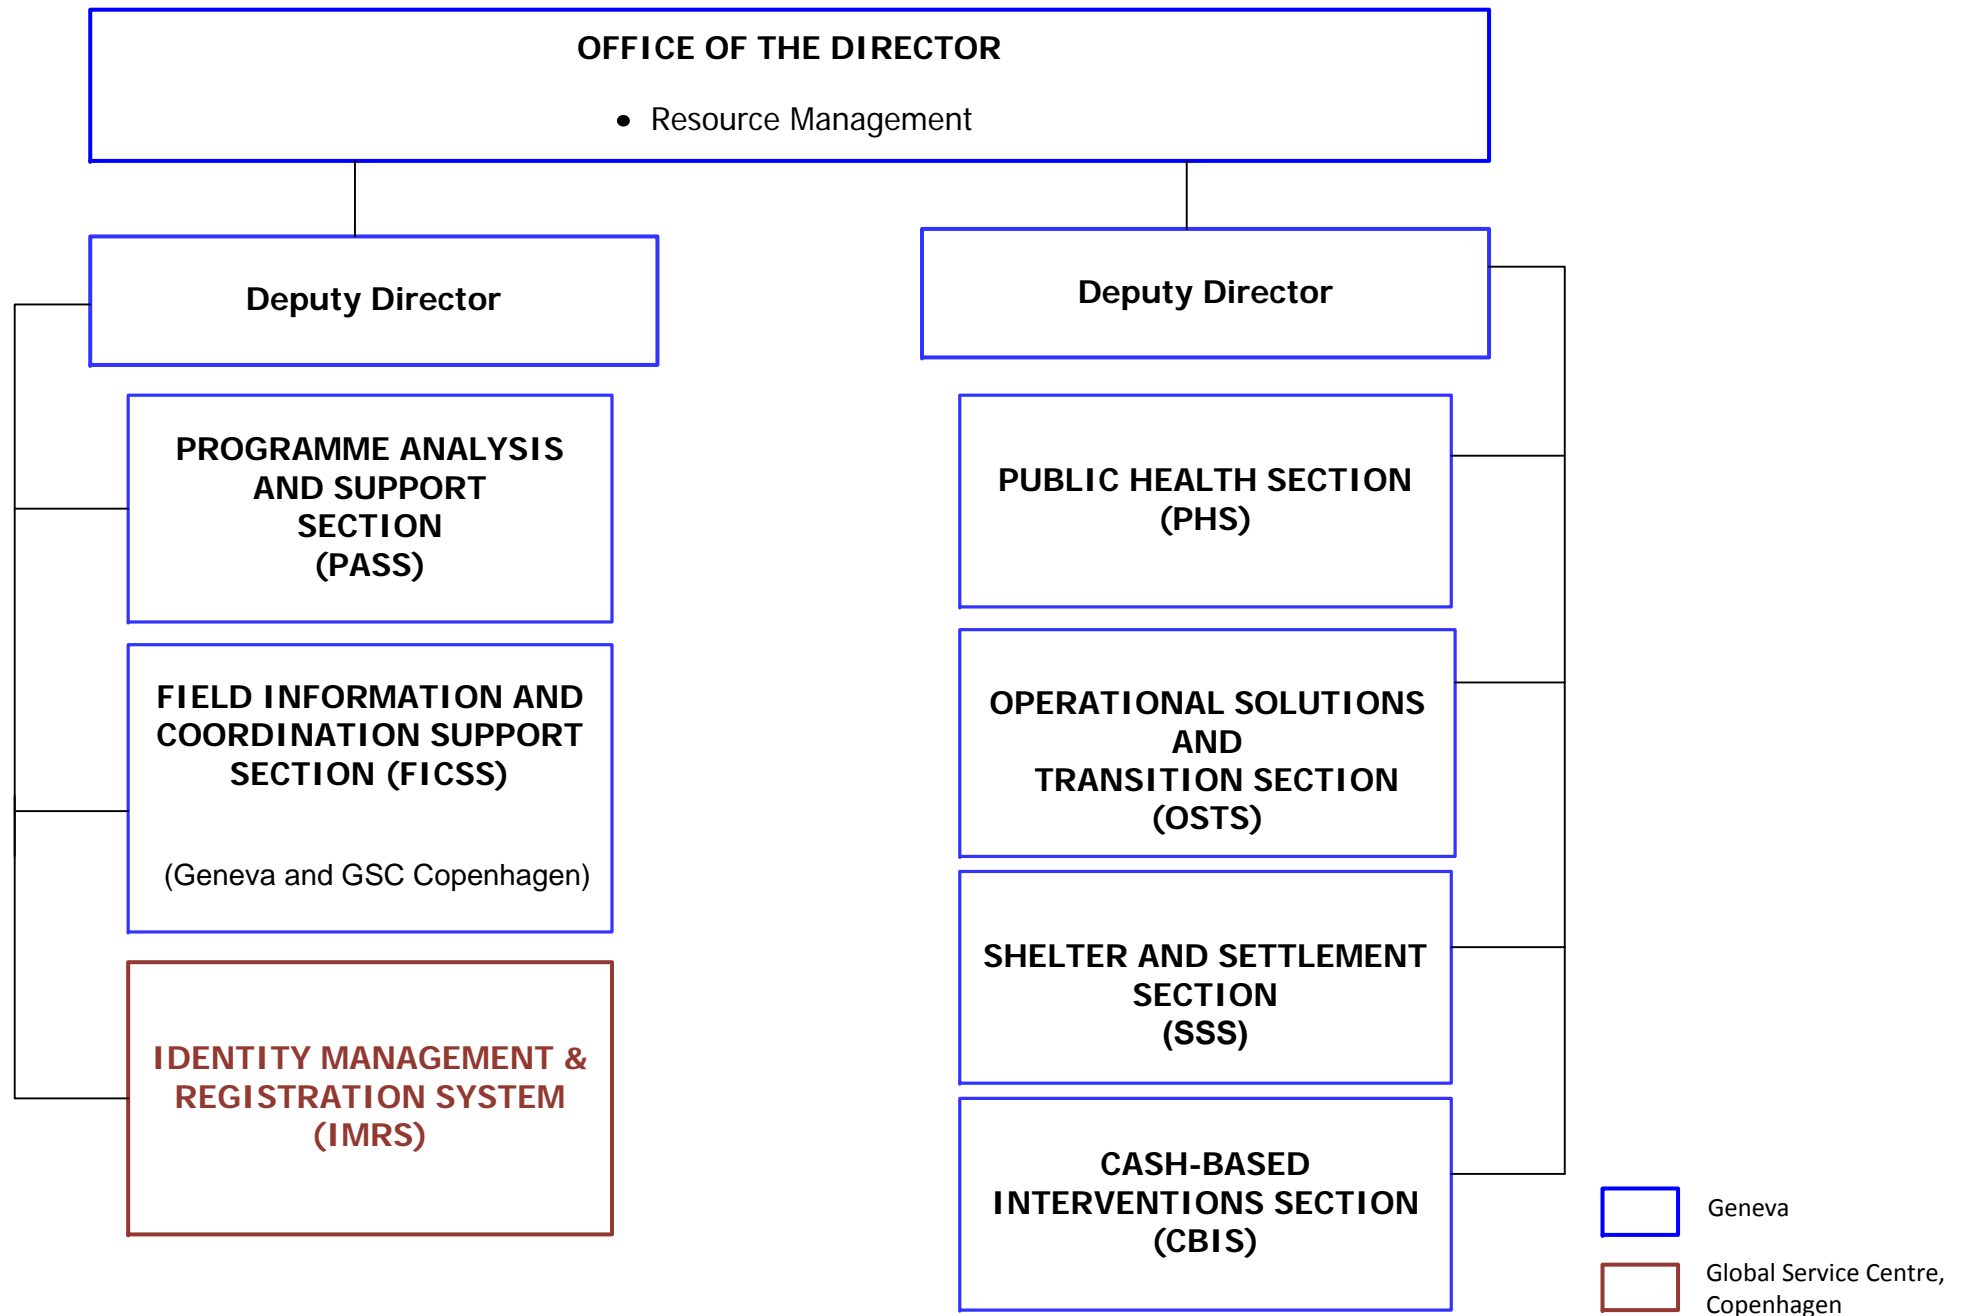 OFFICE OF THE DIRECTOR
• Resource Management
Deputy Director
Deputy Director
PROGRAMME ANALYSIS
AND SUPPORT
SECTION
(PASS)
FIELD INFORMATION AND
COORDINATION SUPPORT
SECTION (FICSS)
(Geneva and GSC Copenhagen)
IDENTITY MANAGEMENT &
REGISTRATION SYSTEM
(IMRS)
PUBLIC HEALTH SECTION
(PHS)
OPERATIONAL SOLUTIONS
AND
TRANSITION SECTION
(OSTS)
SHELTER AND SETTLEMENT
SECTION
(SSS)
CASH-BASED
INTERVENTIONS SECTION
(CBIS)
Geneva
Global Service Centre,
Copenhagen